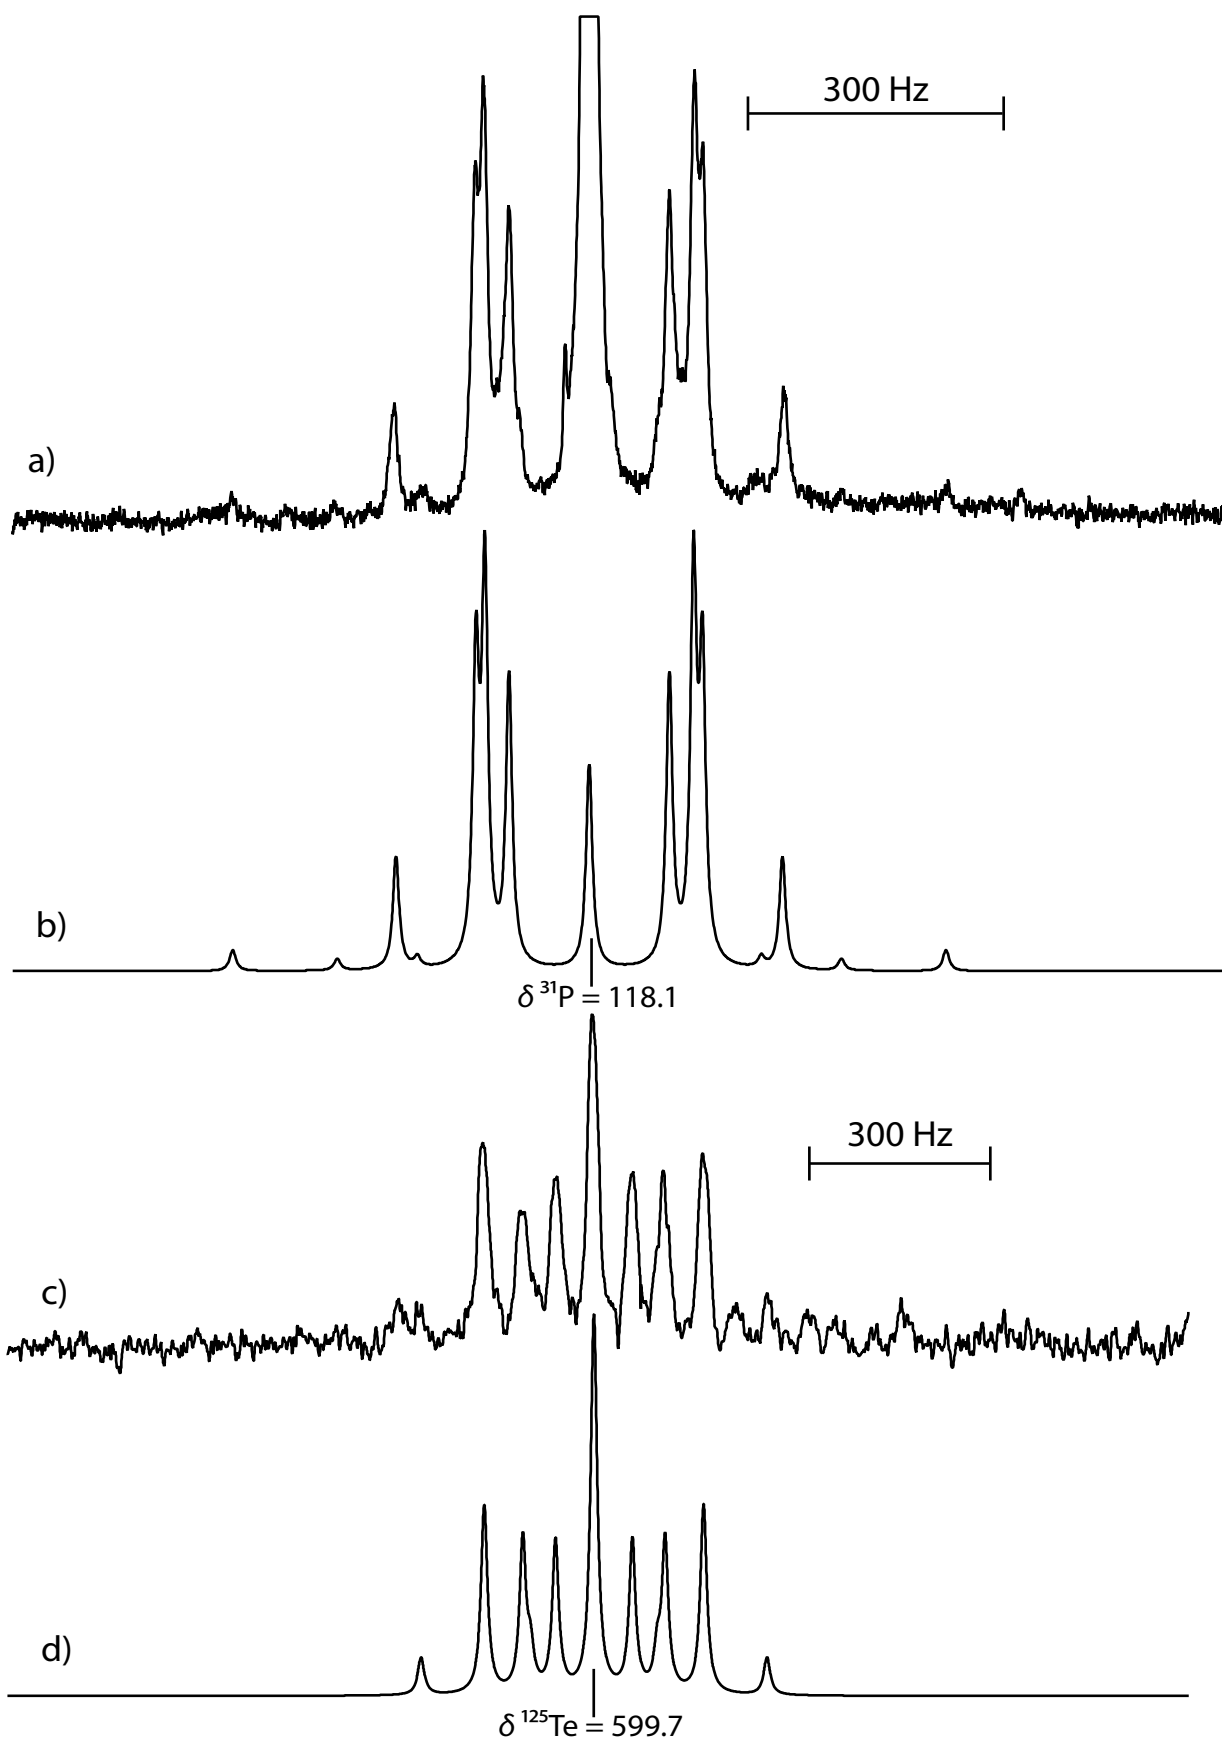 300 Hz
a)
b)
δ ³¹P = 118.1
300 Hz
c)
d)
δ ¹²⁵Te = 599.7